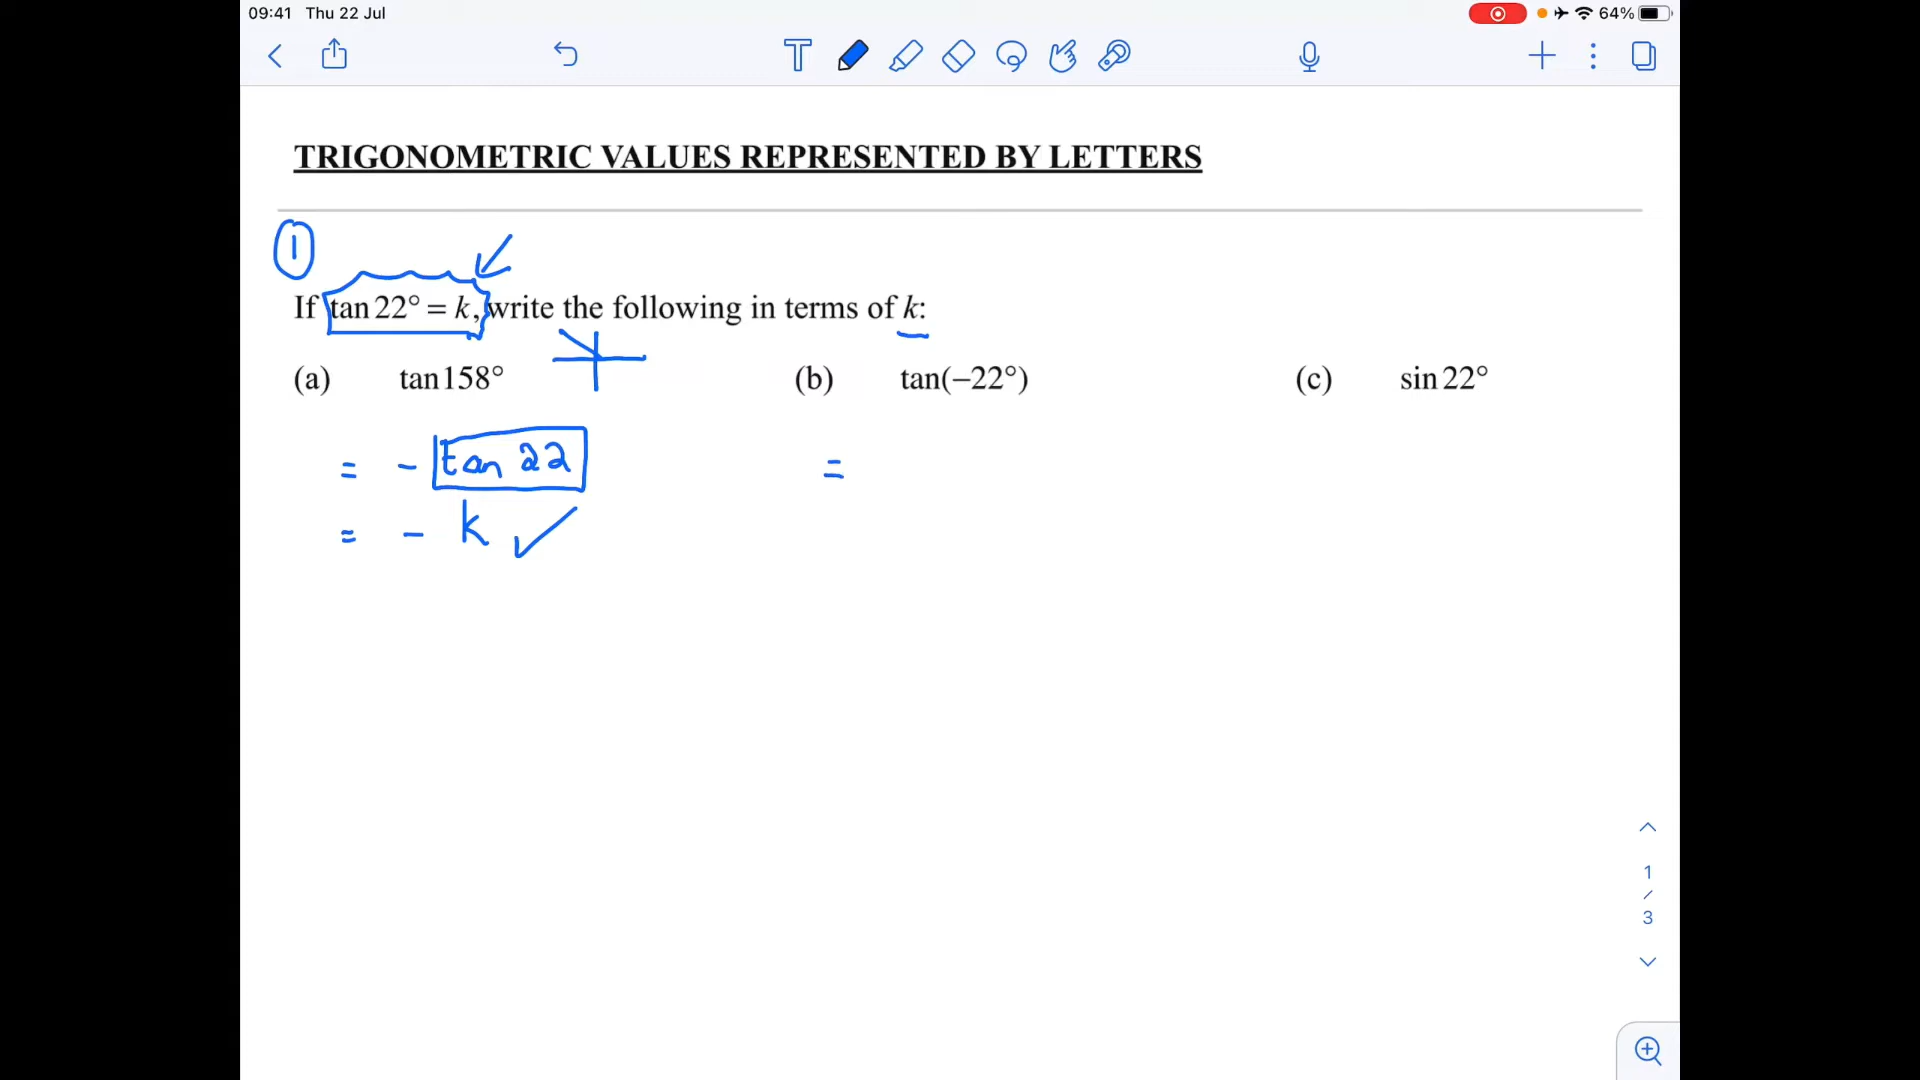 09:41 Thu 22 Jul
64%
TRIGONOMETRIC VALUES REPRESENTED BY LETTERS
1
If tan 22° = k, write the following in terms of k:
(a) tan 158° (b) tan(−22°) (c) sin 22°
= - tan 22 =
= - k ✓
1
/
3